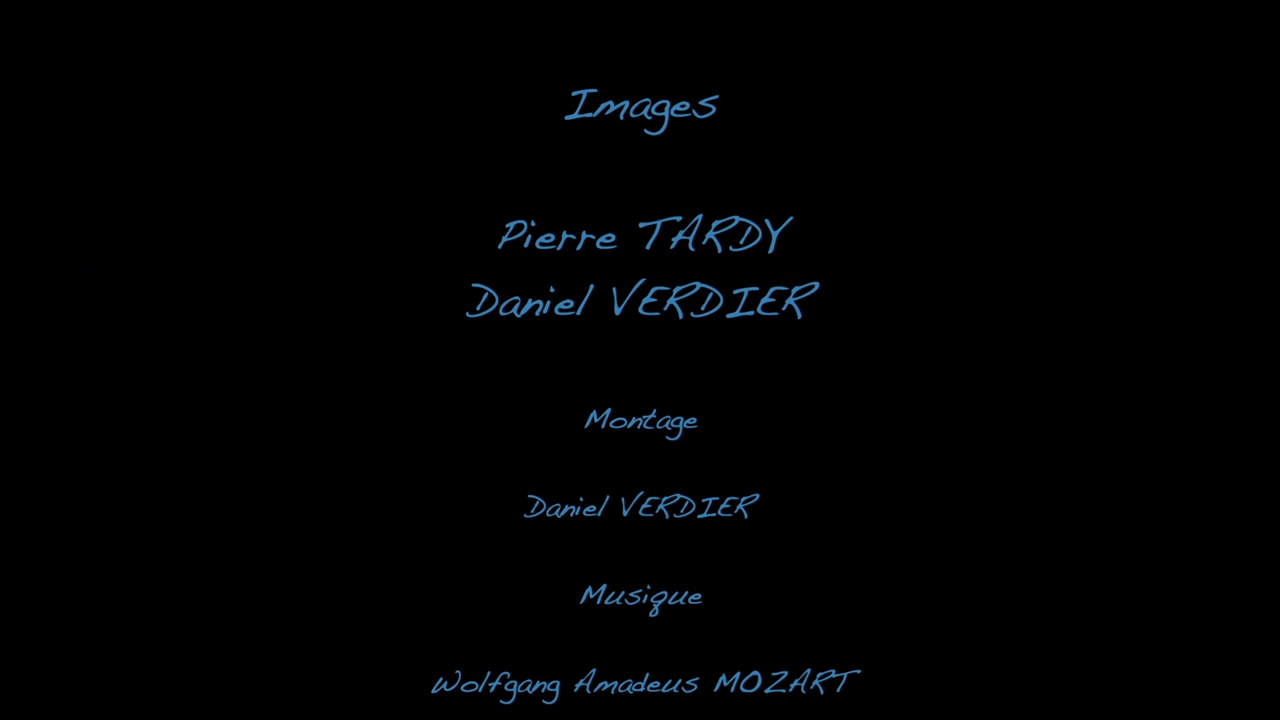 Images
Pierre TARDY
Daniel VERDIER
Montage
Daniel VERDIER
Musique
Wolfgang Amadeus MOZART